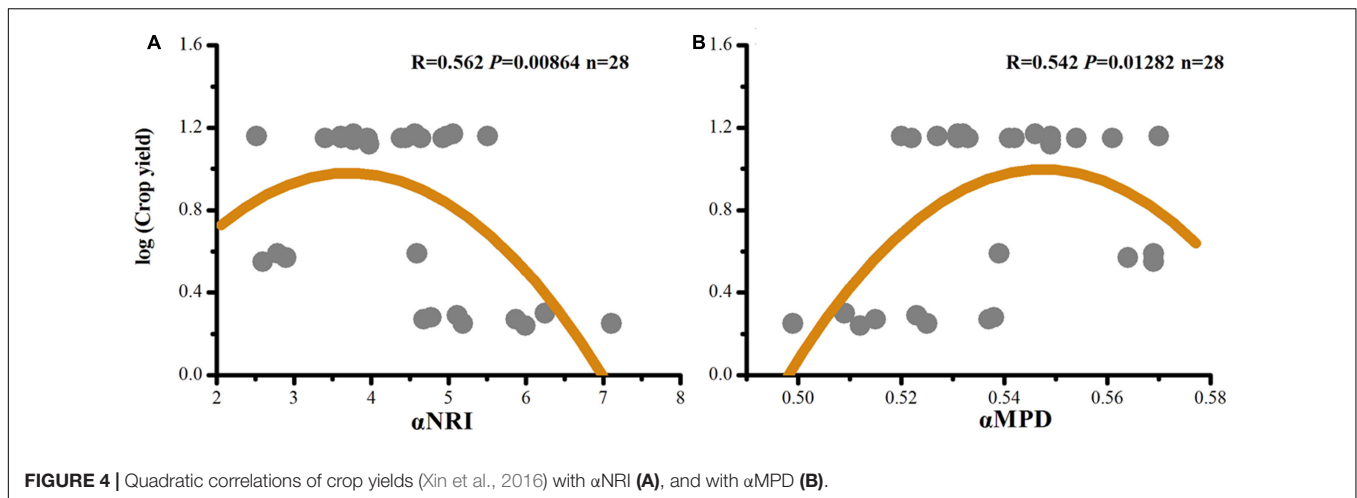 A
R=0.562 P=0.00864 n=28
log (Crop yield)
1.6
1.2
0.8
0.4
0.0
2 3 4 5 6 7 8
αNRI
B
R=0.542 P=0.01282 n=28
1.6
1.2
0.8
0.4
0.0
0.50 0.52 0.54 0.56 0.58
αMPD
FIGURE 4 | Quadratic correlations of crop yields (Xin et al., 2016) with αNRI (A), and with αMPD (B).